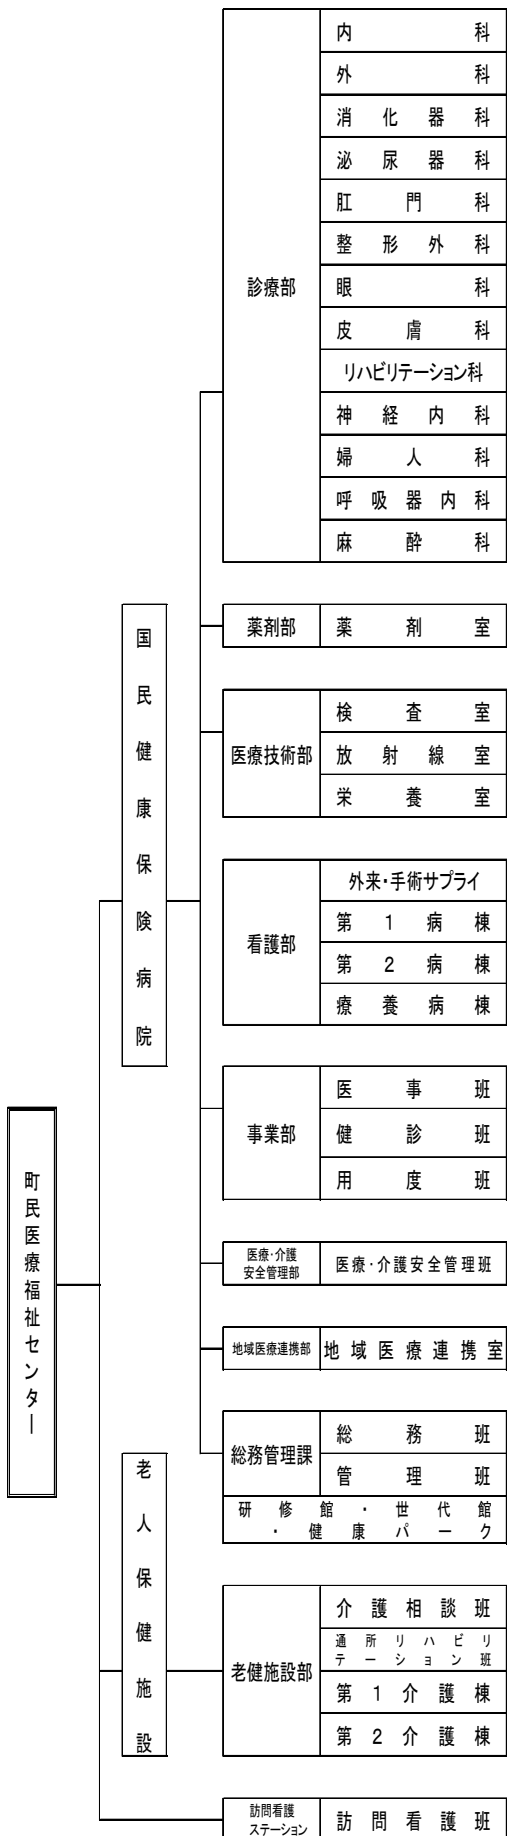 町民医療福祉センター
国民健康保険病院
診療部
内科
外科
消化器科
泌尿器科
肛門科
整形外科
眼科
皮膚科
リハビリテーション科
神経内科
婦人科
呼吸器内科
麻酔科
薬剤部
薬剤室
医療技術部
検査室
放射線室
栄養室
看護部
外来・手術サプライ
第1病棟
第2病棟
療養病棟
事業部
医事班
健診班
用度班
医療・介護
安全管理部
医療・介護安全管理班
地域医療連携部
地域医療連携室
総務管理課
総務班
管理班
研修館・世代館
・健康パーク
老人保健施設
老健施設部
介護相談班
通所リハビリ
テーション班
第1介護棟
第2介護棟
訪問看護
ステーション
訪問看護班